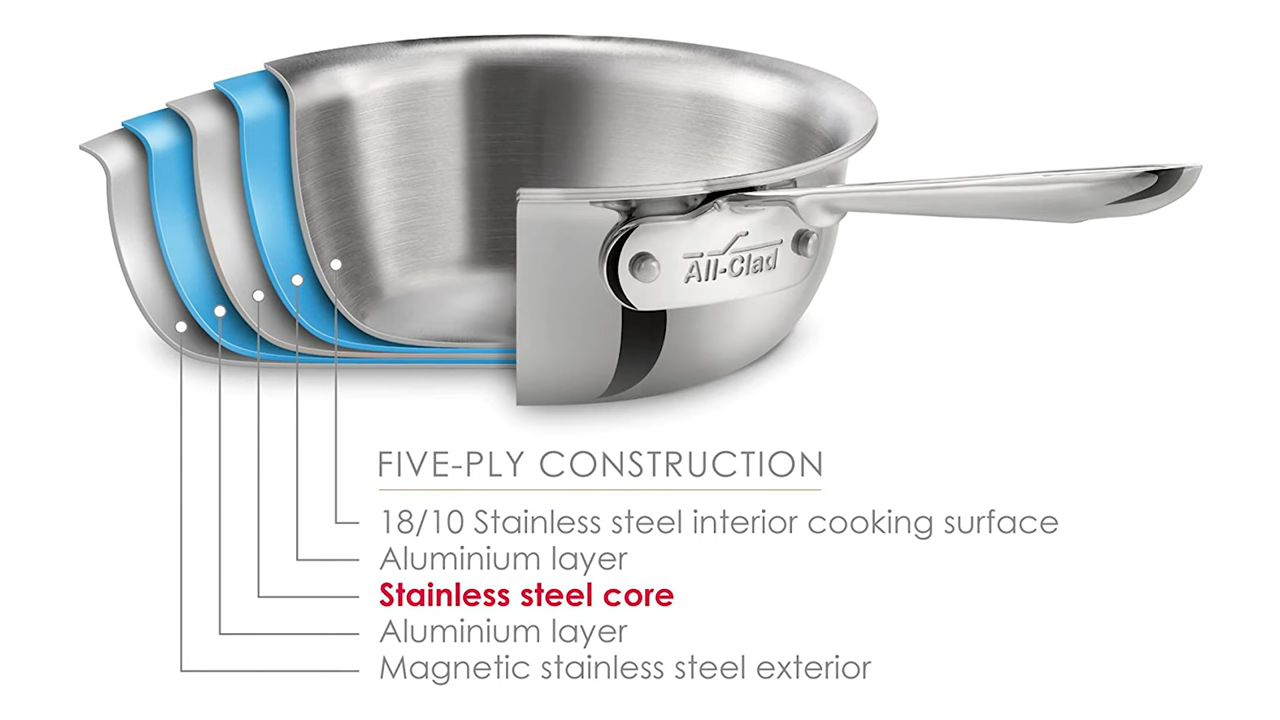 All-Clad
FIVE-PLY CONSTRUCTION
18/10 Stainless steel interior cooking surface
Aluminium layer
Stainless steel core
Aluminium layer
Magnetic stainless steel exterior